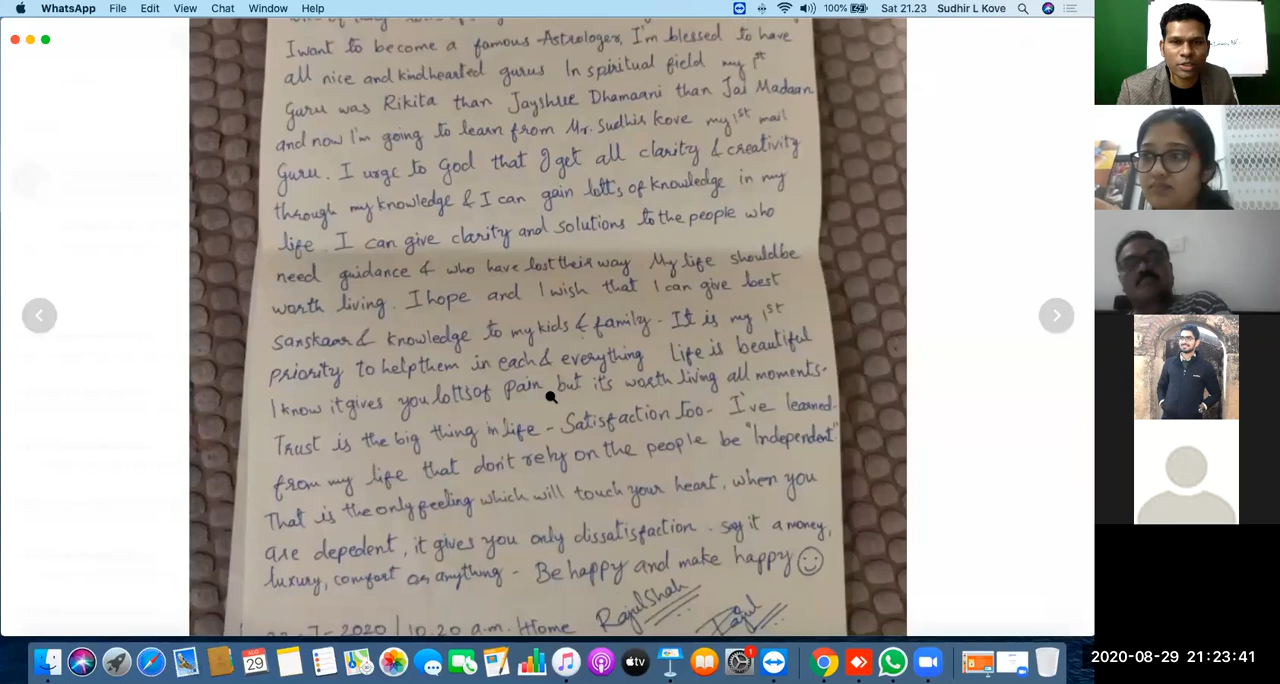 WhatsApp File Edit View Chat Window Help 100% Sat 21.23 Sudhir L Kove
I want to become a famous Astrologer, I'm blessed to have
all nice and kindhearted gurus In spiritual field my 1st
Guru was Rikita than Jayshree Dhamaani than Jai Madaan
and now I'm going to learn from Mr. Sudhir Kove my 1st mail
Guru. I urge to God that I get all clarity & creativity
through my knowledge & I can gain lott's of knowledge in my
life. I can give clarity and solutions to the people who
need guidance & who have lost their way My life should be
worth living. I hope and I wish that I can give best
sanskaar & knowledge to my kids & family. It is my 1st
priority to help them in each & everything Life is beautiful
I know it gives you lotts of pain but it's worth living all moments.
Trust is the big thing in life - Satisfaction too - I've learned
from my life that don't rely on the people be "Independent"
That is the only feeling which will touch your heart, when you
are depedent, it gives you only dissatisfaction. say it a money,
luxury, comfort or anything - Be happy and make happy ☺
Rajul Shah
Rajul
-7-2020 / 10.20 a.m. Home
AUG
29
1
tv
2020-08-29 21:23:41